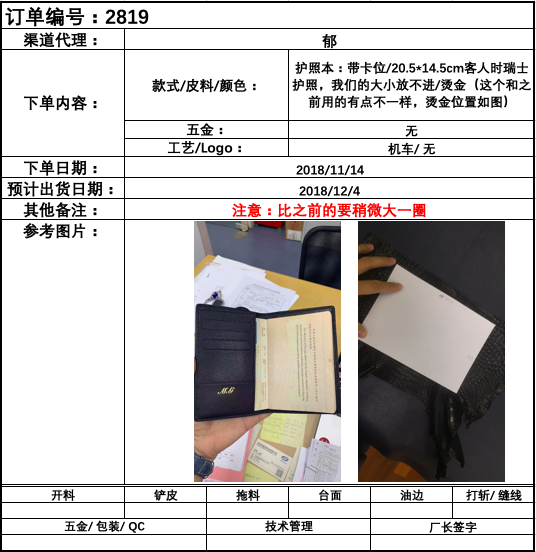 订单编号：2819
渠道代理：
郁
下单内容：
款式/皮料/颜色：
护照本：带卡位/20.5*14.5cm客人时瑞士
护照，我们的大小放不进/烫金（这个和之
前用的有点不一样，烫金位置如图）
五金：
无
工艺/Logo：
机车/ 无
下单日期：
2018/11/14
预计出货日期：
2018/12/4
其他备注：
注意：比之前的要稍微大一圈
参考图片：
M.G
开料
铲皮
拖料
台面
油边
打斩/ 缝线
五金/ 包装/ QC
技术管理
厂长签字